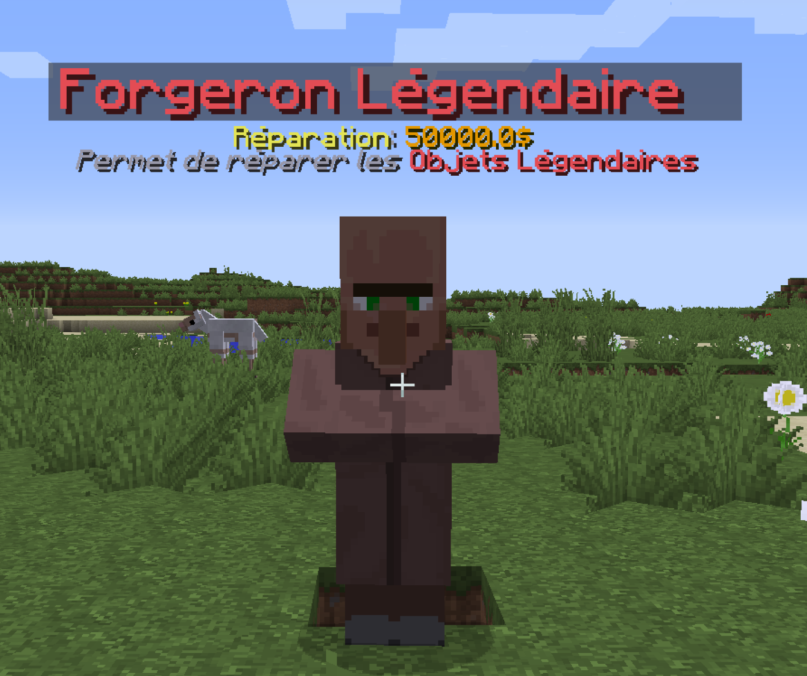 Forgeron Légendaire
Réparation: 50000.0$
Permet de réparer les Objets Légendaires